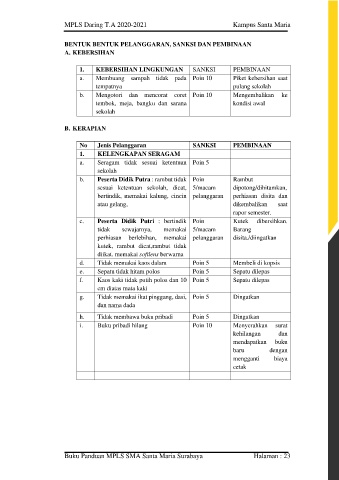 MPLS Daring T.A 2020-2021 Kampus Santa Maria
BENTUK BENTUK PELANGGARAN, SANKSI DAN PEMBINAAN
A. KEBERSIHAN
1. KEBERSIHAN LINGKUNGAN SANKSI PEMBINAAN
a. Membuang sampah tidak pada Poin 10 Piket kebersihan saat
tempatnya pulang sekolah
b. Mengotori dan mencorat coret Poin 10 Mengembalikan ke
tembok, meja, bangku dan sarana kondisi awal
sekolah
B. KERAPIAN
No Jenis Pelanggaran SANKSI PEMBINAAN
1. KELENGKAPAN SERAGAM
a. Seragam tidak sesuai ketentuan Poin 5
sekolah
b. Peserta Didik Putra : rambut tidak Poin Rambut
sesuai ketentuan sekolah, dicat, 5/macam dipotong/dihitamkan,
bertindik, memakai kalung, cincin pelanggaran perhiasan disita dan
atau gelang. dikembalikan saat
rapor semester.
c. Peserta Didik Putri : bertindik Poin Kutek dibersihkan.
tidak sewajarnya, memakai 5/macam Barang
perhiasan berlebihan, memakai pelanggaran disita,/diingatkan
kutek, rambut dicat,rambut tidak
diikat, memakai softlens berwarna
d. Tidak memakai kaos dalam Poin 5 Membeli di kopsis
e. Sepatu tidak hitam polos Poin 5 Sepatu dilepas
f. Kaos kaki tidak putih polos dan 10 Poin 5 Sepatu dilepas
cm diatas mata kaki
g. Tidak memakai ikat pinggang, dasi, Poin 5 Diingatkan
dan nama dada
h. Tidak membawa buku pribadi Poin 5 Diingatkan
i. Buku pribadi hilang Poin 10 Menyerahkan surat
kehilangan dan
mendapatkan buku
baru dengan
mengganti biaya
cetak
Buku Panduan MPLS SMA Santa Maria Surabaya Halaman : 23